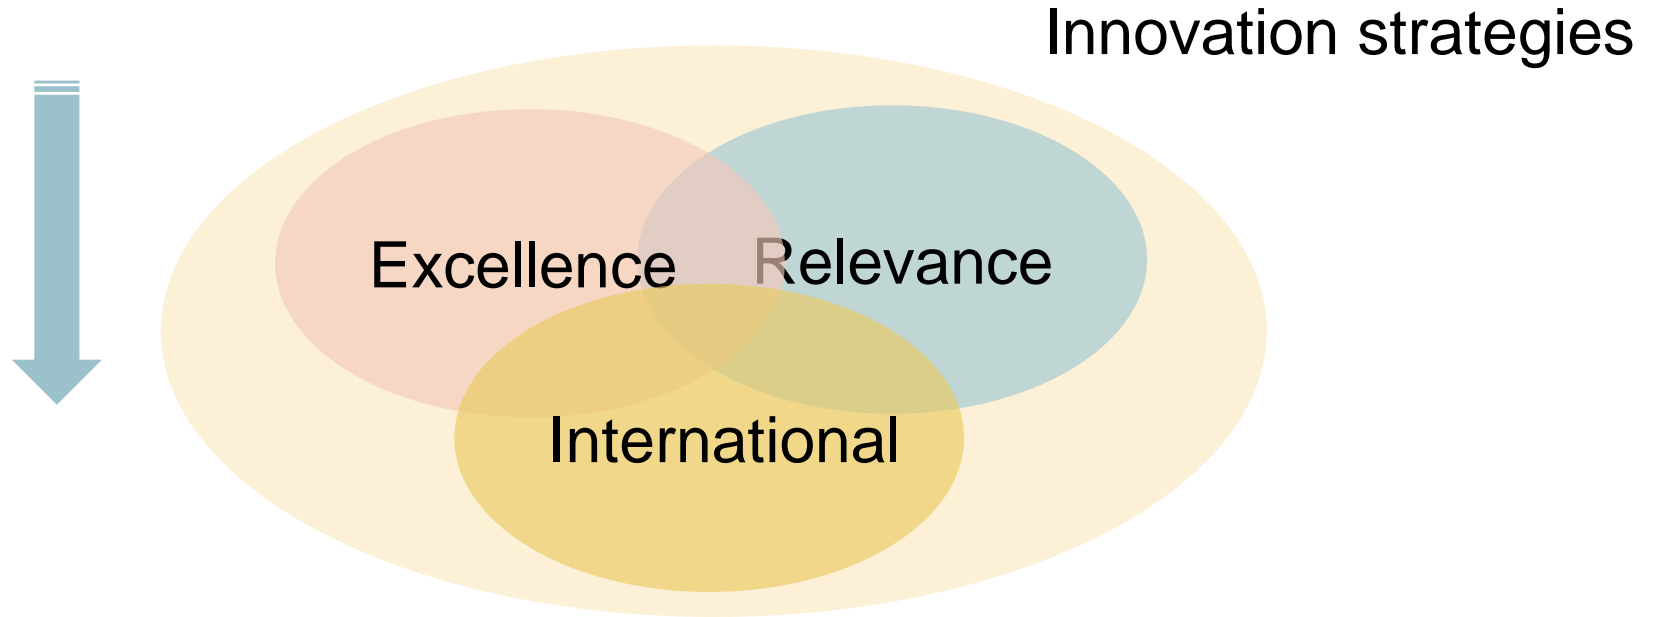 Innovation strategies
Excellence
Relevance
International